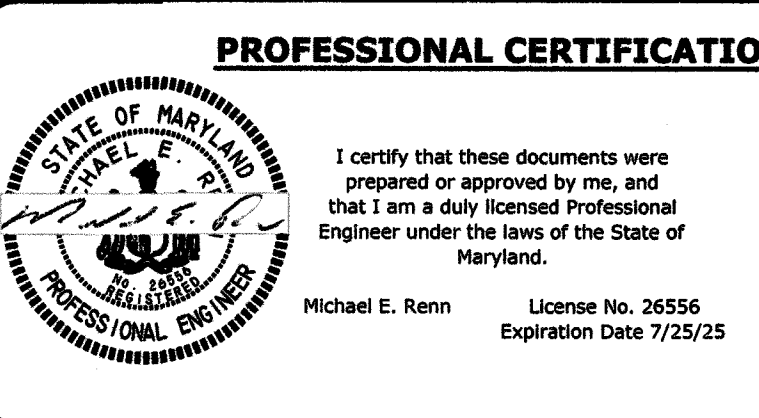 PROFESSIONAL CERTIFICATIO
STATE OF MARYLAND
MICHAEL E. RE
NO. 26556
REGISTERED
PROFESSIONAL ENGINEER
I certify that these documents were
prepared or approved by me, and
that I am a duly licensed Professional
Engineer under the laws of the State of
Maryland.
Michael E. Renn License No. 26556
Expiration Date 7/25/25